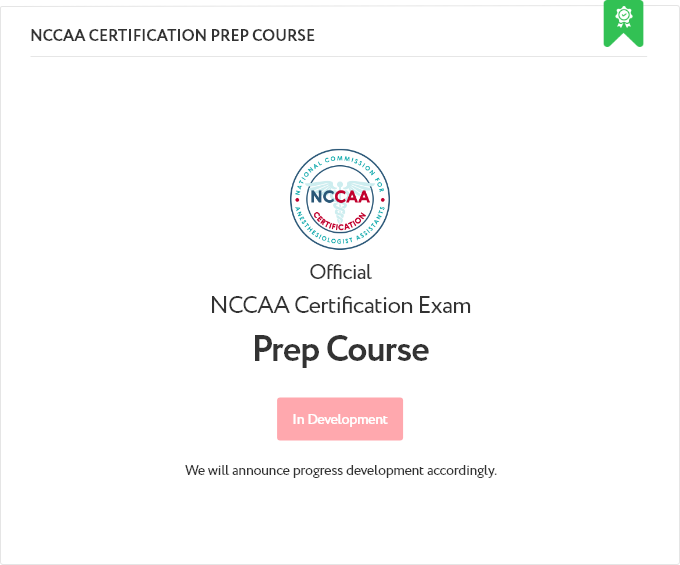 NCCAA CERTIFICATION PREP COURSE
NATIONAL COMMISSION FOR
NCCAA
CERTIFICATION
ANESTHESIOLOGIST ASSISTANTS
Official
NCCAA Certification Exam
Prep Course
In Development
We will announce progress development accordingly.